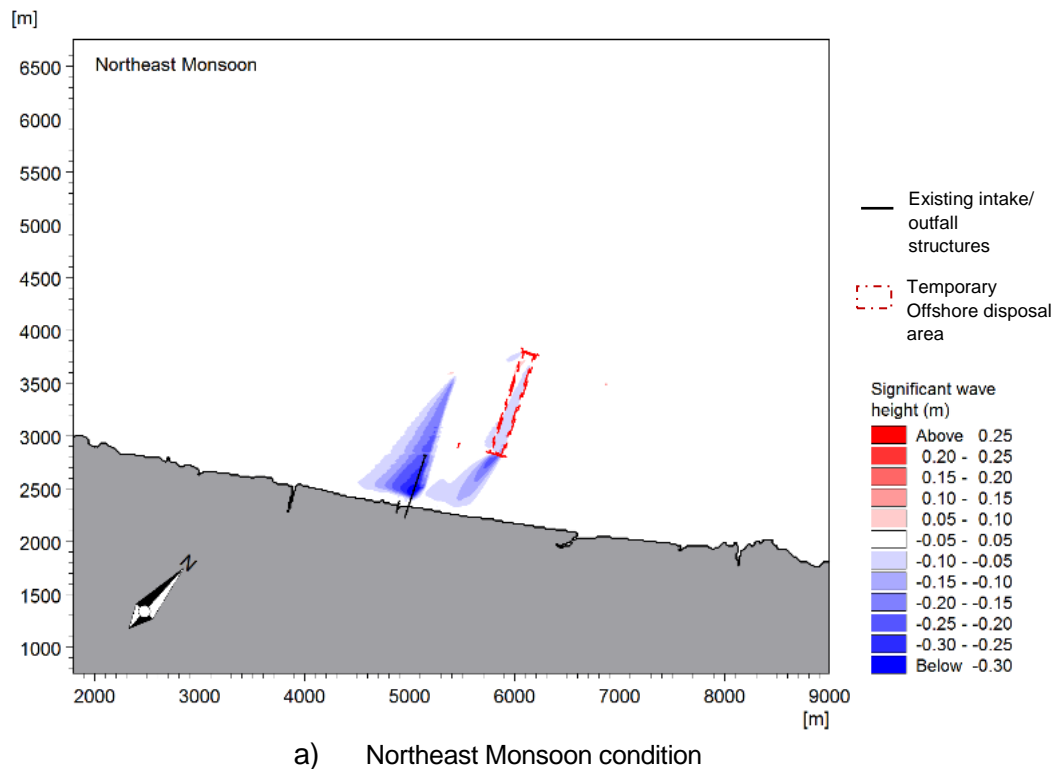 [m]
Northeast Monsoon
6500
6000
5500
5000
4500
4000
3500
3000
2500
2000
1500
1000
N
2000 3000 4000 5000 6000 7000 8000 9000
[m]
Existing intake/
outfall
structures
Temporary
Offshore disposal
area
Significant wave
height (m)
Above 0.25
0.20 - 0.25
0.15 - 0.20
0.10 - 0.15
0.05 - 0.10
-0.05 - 0.05
-0.10 - -0.05
-0.15 - -0.10
-0.20 - -0.15
-0.25 - -0.20
-0.30 - -0.25
Below -0.30
a) Northeast Monsoon condition